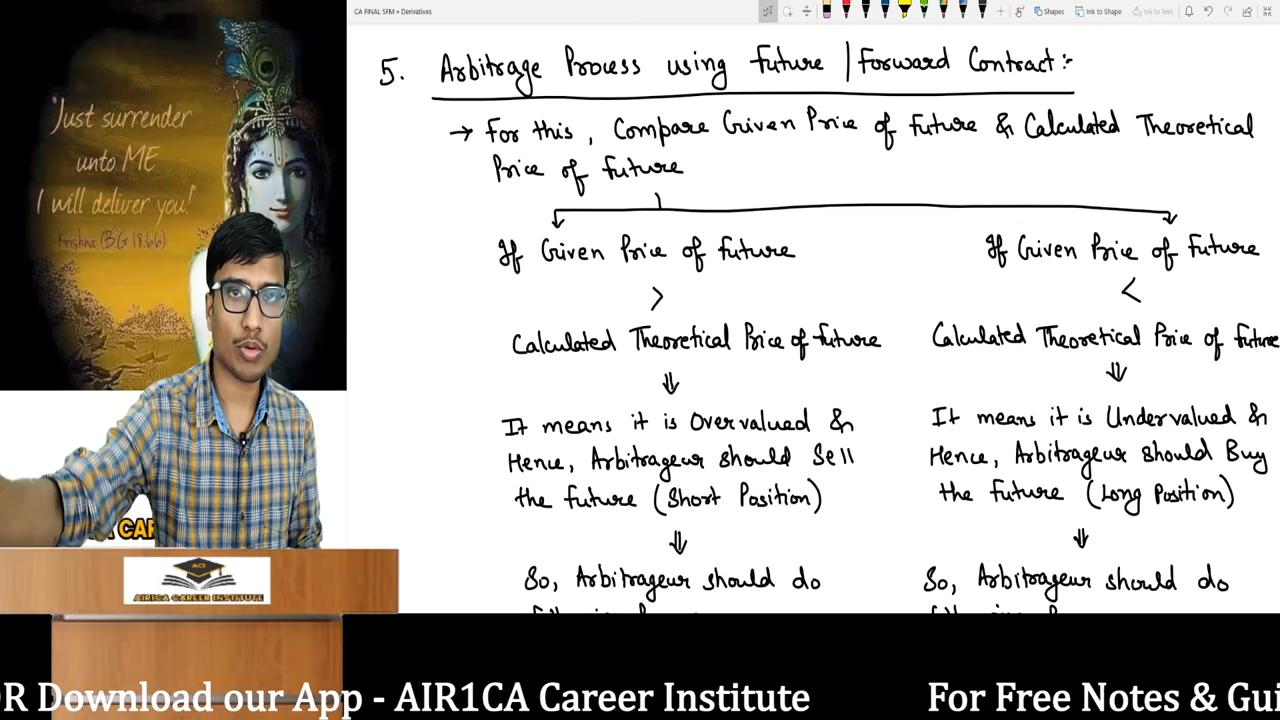 CA FINAL SFM » Derivatives
Shapes
Ink to Shape
Ink to Text
"Just surrender
unto ME
I will deliver you!"
-Krishna (BG 18:66)
5. Arbitrage Process using Future | Forward Contract:-
→ For this, Compare Given Price of Future & Calculated Theoretical
Price of Future
If Given Price of Future
>
Calculated Theoretical Price of Future
⇓
It means it is Overvalued &
Hence, Arbitrageur should Sell
the Future (Short Position)
⇓
So, Arbitrageur should do
If Given Price of Future
<
Calculated Theoretical Price of Future
⇓
It means it is Undervalued &
Hence, Arbitrageur should Buy
the Future (Long Position)
⇓
So, Arbitrageur should do
ACI
AIR1CA CAREER INSTITUTE
OR Download our App - AIR1CA Career Institute
For Free Notes & Gui